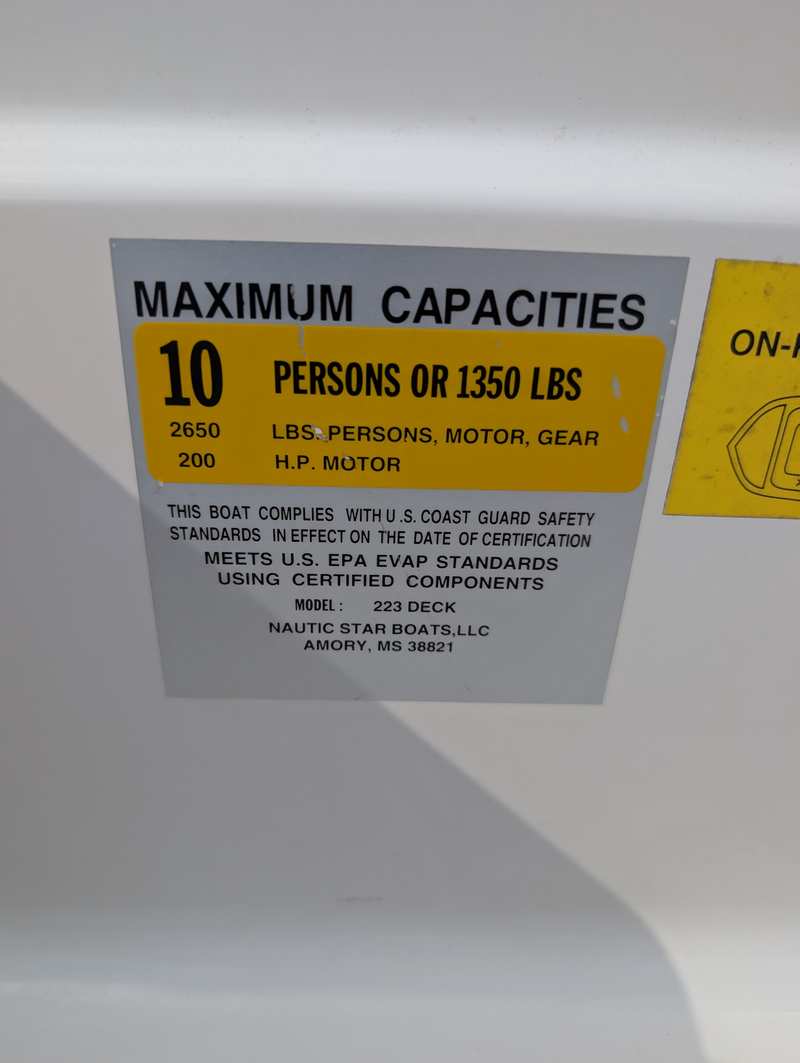 MAXIMUM CAPACITIES
10 PERSONS OR 1350 LBS
2650 LBS. PERSONS, MOTOR, GEAR
200 H.P. MOTOR
THIS BOAT COMPLIES WITH U.S. COAST GUARD SAFETY
STANDARDS IN EFFECT ON THE DATE OF CERTIFICATION
MEETS U.S. EPA EVAP STANDARDS
USING CERTIFIED COMPONENTS
MODEL: 223 DECK
NAUTIC STAR BOATS,LLC
AMORY, MS 38821